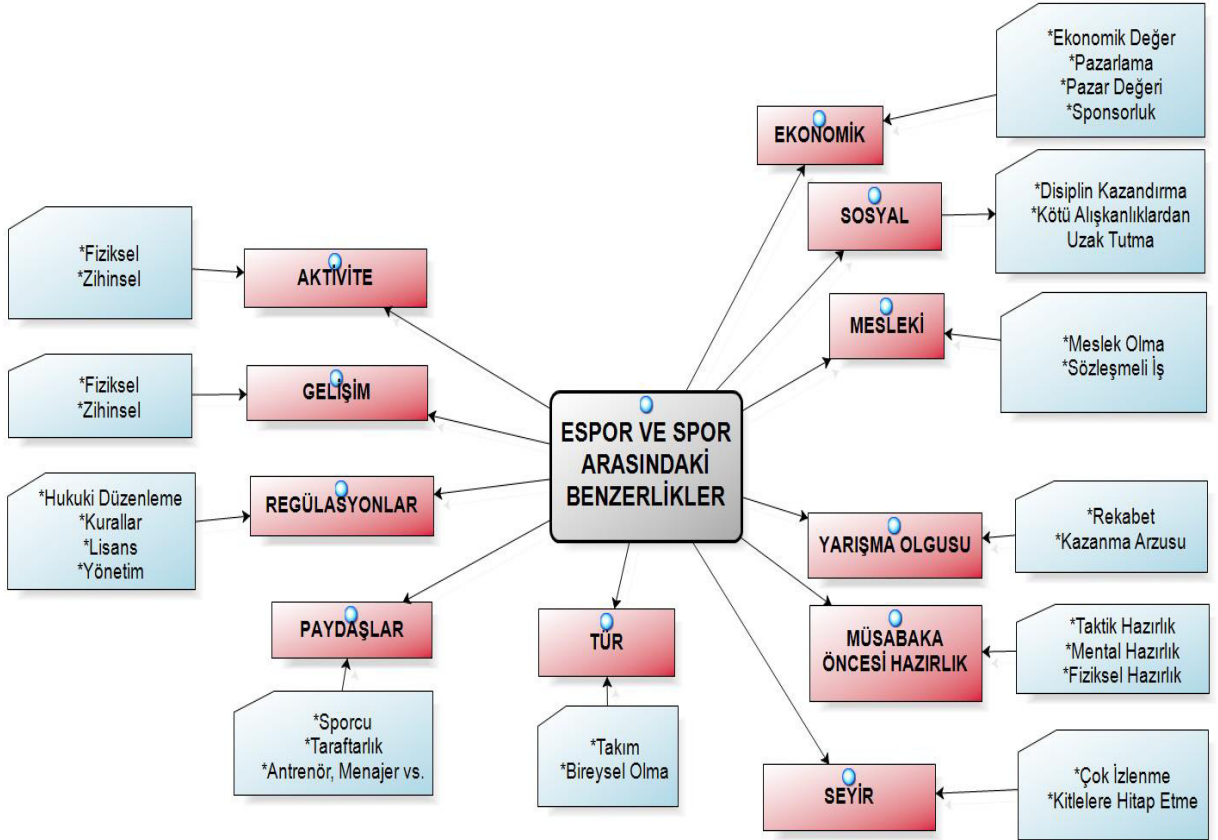 *Ekonomik Değer
*Pazarlama
*Pazar Değeri
*Sponsorluk
EKONOMİK
*Disiplin Kazandırma
*Kötü Alışkanlıklardan
Uzak Tutma
SOSYAL
*Fiziksel
*Zihinsel
AKTİVİTE
MESLEKİ
*Meslek Olma
*Sözleşmeli İş
*Fiziksel
*Zihinsel
GELİŞİM
ESPOR VE SPOR
ARASINDAKİ
BENZERLİKLER
*Hukuki Düzenleme
*Kurallar
*Lisans
*Yönetim
REGÜLASYONLAR
YARIŞMA OLGUSU
*Rekabet
*Kazanma Arzusu
PAYDAŞLAR
TÜR
MÜSABAKA
ÖNCESİ HAZIRLIK
*Taktik Hazırlık
*Mental Hazırlık
*Fiziksel Hazırlık
*Sporcu
*Taraftarlık
*Antrenör, Menajer vs.
*Takım
*Bireysel Olma
SEYİR
*Çok İzlenme
*Kitlelere Hitap Etme